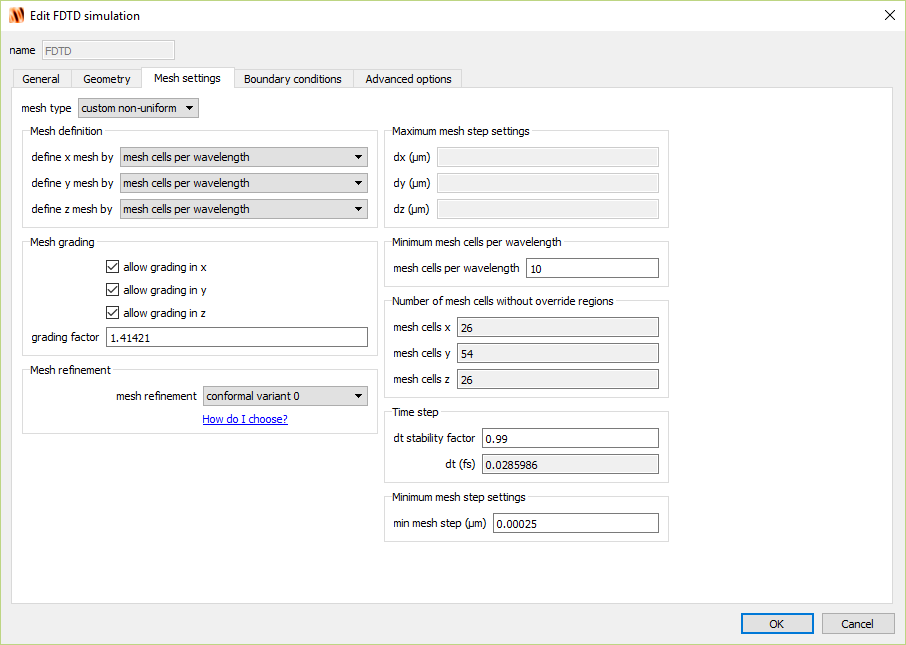 Edit FDTD simulation
name FDTD
General Geometry Mesh settings Boundary conditions Advanced options
mesh type custom non-uniform
Mesh definition
define x mesh by mesh cells per wavelength
define y mesh by mesh cells per wavelength
define z mesh by mesh cells per wavelength
Mesh grading
allow grading in x
allow grading in y
allow grading in z
grading factor 1.41421
Mesh refinement
mesh refinement conformal variant 0
How do I choose?
Maximum mesh step settings
dx (μm)
dy (μm)
dz (μm)
Minimum mesh cells per wavelength
mesh cells per wavelength 10
Number of mesh cells without override regions
mesh cells x 26
mesh cells y 54
mesh cells z 26
Time step
dt stability factor 0.99
dt (fs) 0.0285986
Minimum mesh step settings
min mesh step (μm) 0.00025
OK Cancel